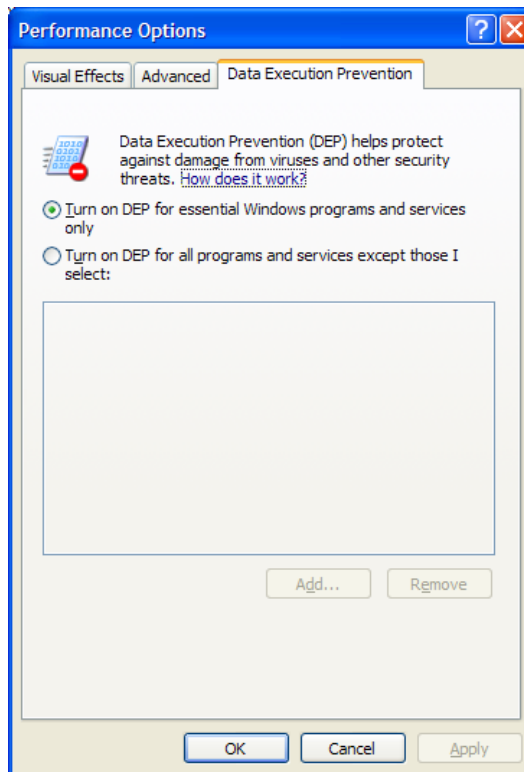 Performance Options
?
Visual Effects
Advanced
Data Execution Prevention
Data Execution Prevention (DEP) helps protect
against damage from viruses and other security
threats. How does it work?
Turn on DEP for essential Windows programs and services
only
Turn on DEP for all programs and services except those I
select:
Add...
Remove
OK
Cancel
Apply